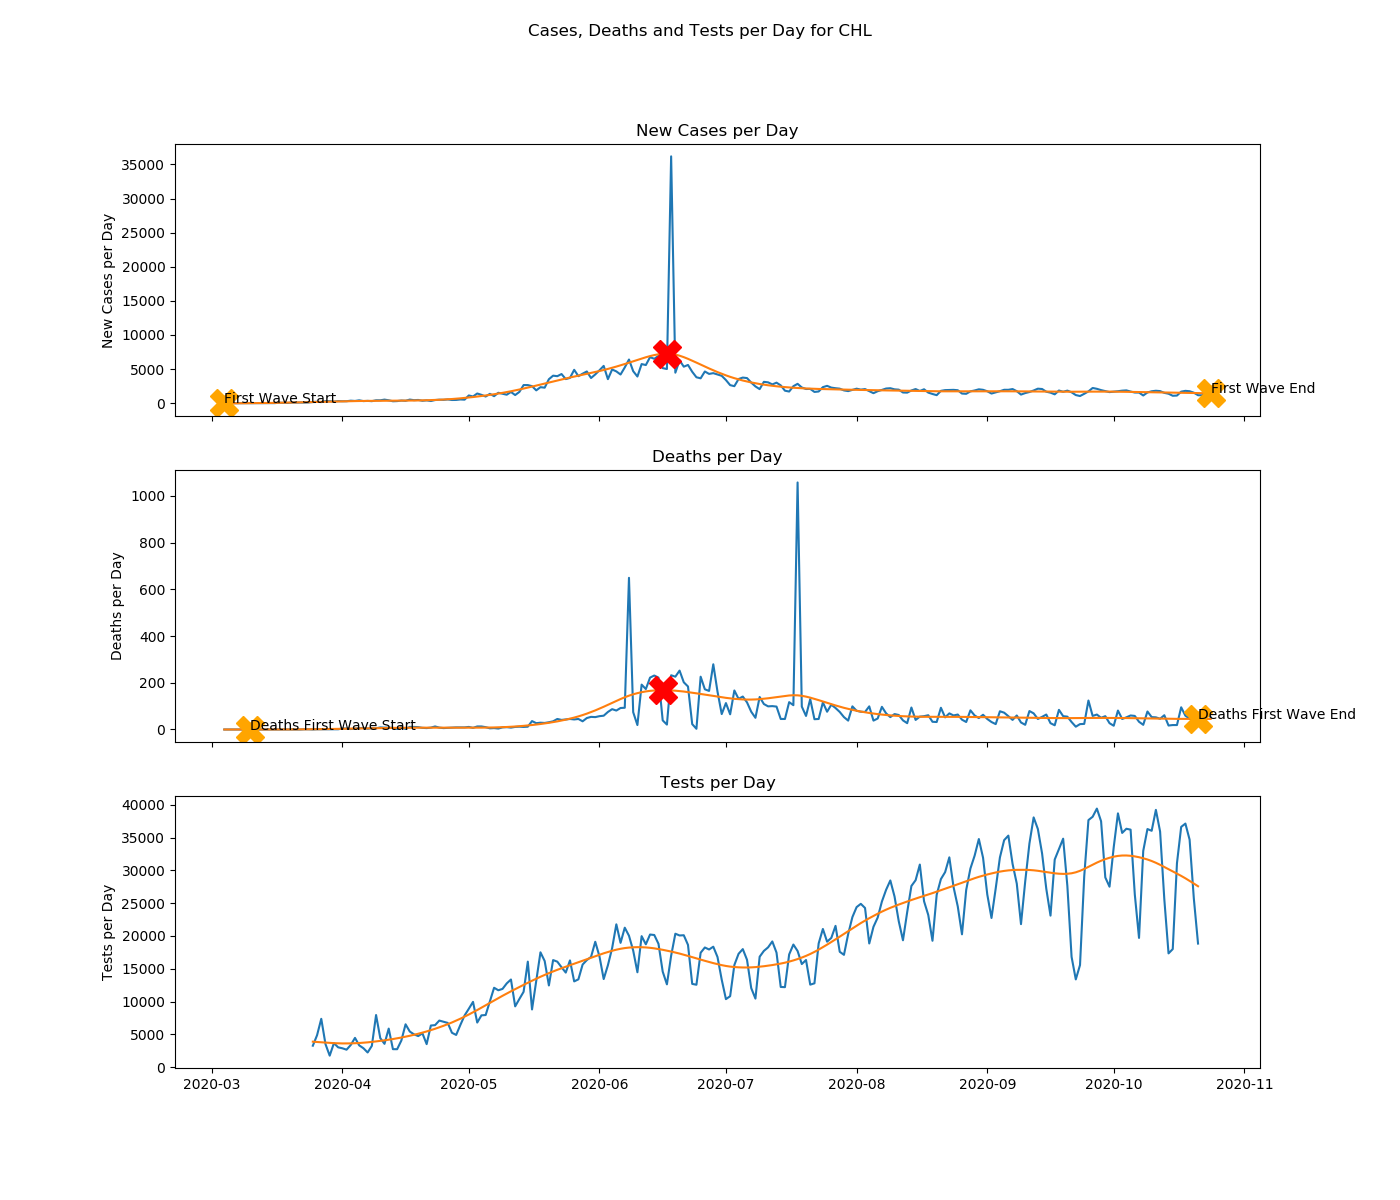 Cases, Deaths and Tests per Day for CHL
New Cases per Day
New Cases per Day
35000
30000
25000
20000
15000
10000
5000
0
First Wave Start
First Wave End
Deaths per Day
Deaths per Day
1000
800
600
400
200
0
Deaths First Wave Start
Deaths First Wave End
Tests per Day
Tests per Day
40000
35000
30000
25000
20000
15000
10000
5000
0
2020-03 2020-04 2020-05 2020-06 2020-07 2020-08 2020-09 2020-10 2020-11